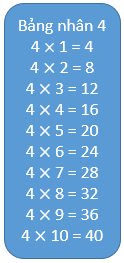 Bảng nhân 4
4 × 1 = 4
4 × 2 = 8
4 × 3 = 12
4 × 4 = 16
4 × 5 = 20
4 × 6 = 24
4 × 7 = 28
4 × 8 = 32
4 × 9 = 36
4 × 10 = 40